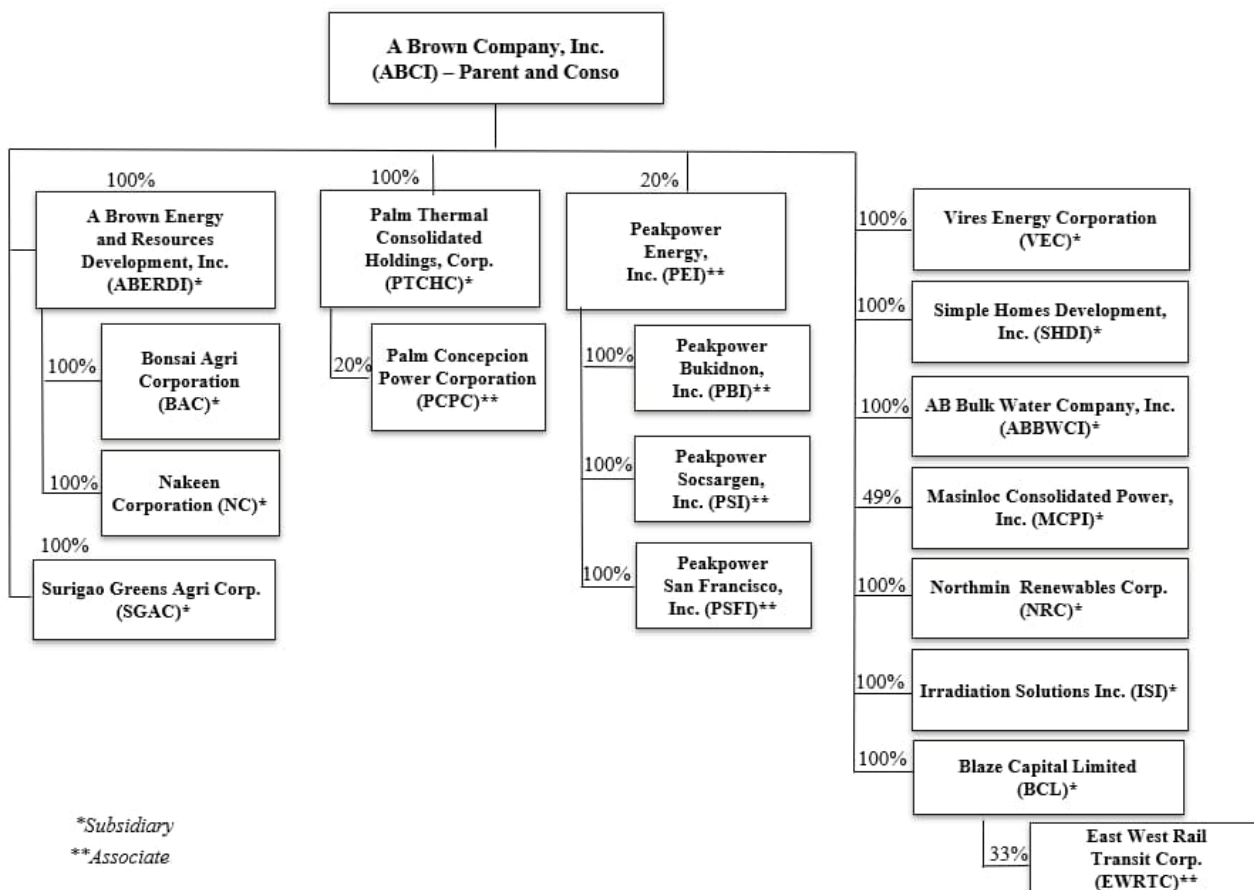 A Brown Company, Inc.
(ABCI) – Parent and Conso
100%
A Brown Energy
and Resources
Development, Inc.
(ABERDI)*
100%
Bonsai Agri
Corporation
(BAC)*
100%
Nakeen
Corporation (NC)*
100%
Surigao Greens Agri Corp.
(SGAC)*
100%
Palm Thermal
Consolidated
Holdings, Corp.
(PTCHC)*
20%
Palm Concepcion
Power Corporation
(PCPC)**
20%
Peakpower
Energy,
Inc. (PEI)**
100%
Peakpower
Bukidnon,
Inc. (PBI)**
100%
Peakpower
Socsargen,
Inc. (PSI)**
100%
Peakpower
San Francisco,
Inc. (PSFI)**
100%
Vires Energy Corporation
(VEC)*
100%
Simple Homes Development,
Inc. (SHDI)*
100%
AB Bulk Water Company, Inc.
(ABBWCI)*
49%
Masinloc Consolidated Power,
Inc. (MCPI)*
100%
Northmin Renewables Corp.
(NRC)*
100%
Irradiation Solutions Inc. (ISI)*
100%
Blaze Capital Limited
(BCL)*
33%
East West Rail
Transit Corp.
(EWRTC)**
*Subsidiary
**Associate